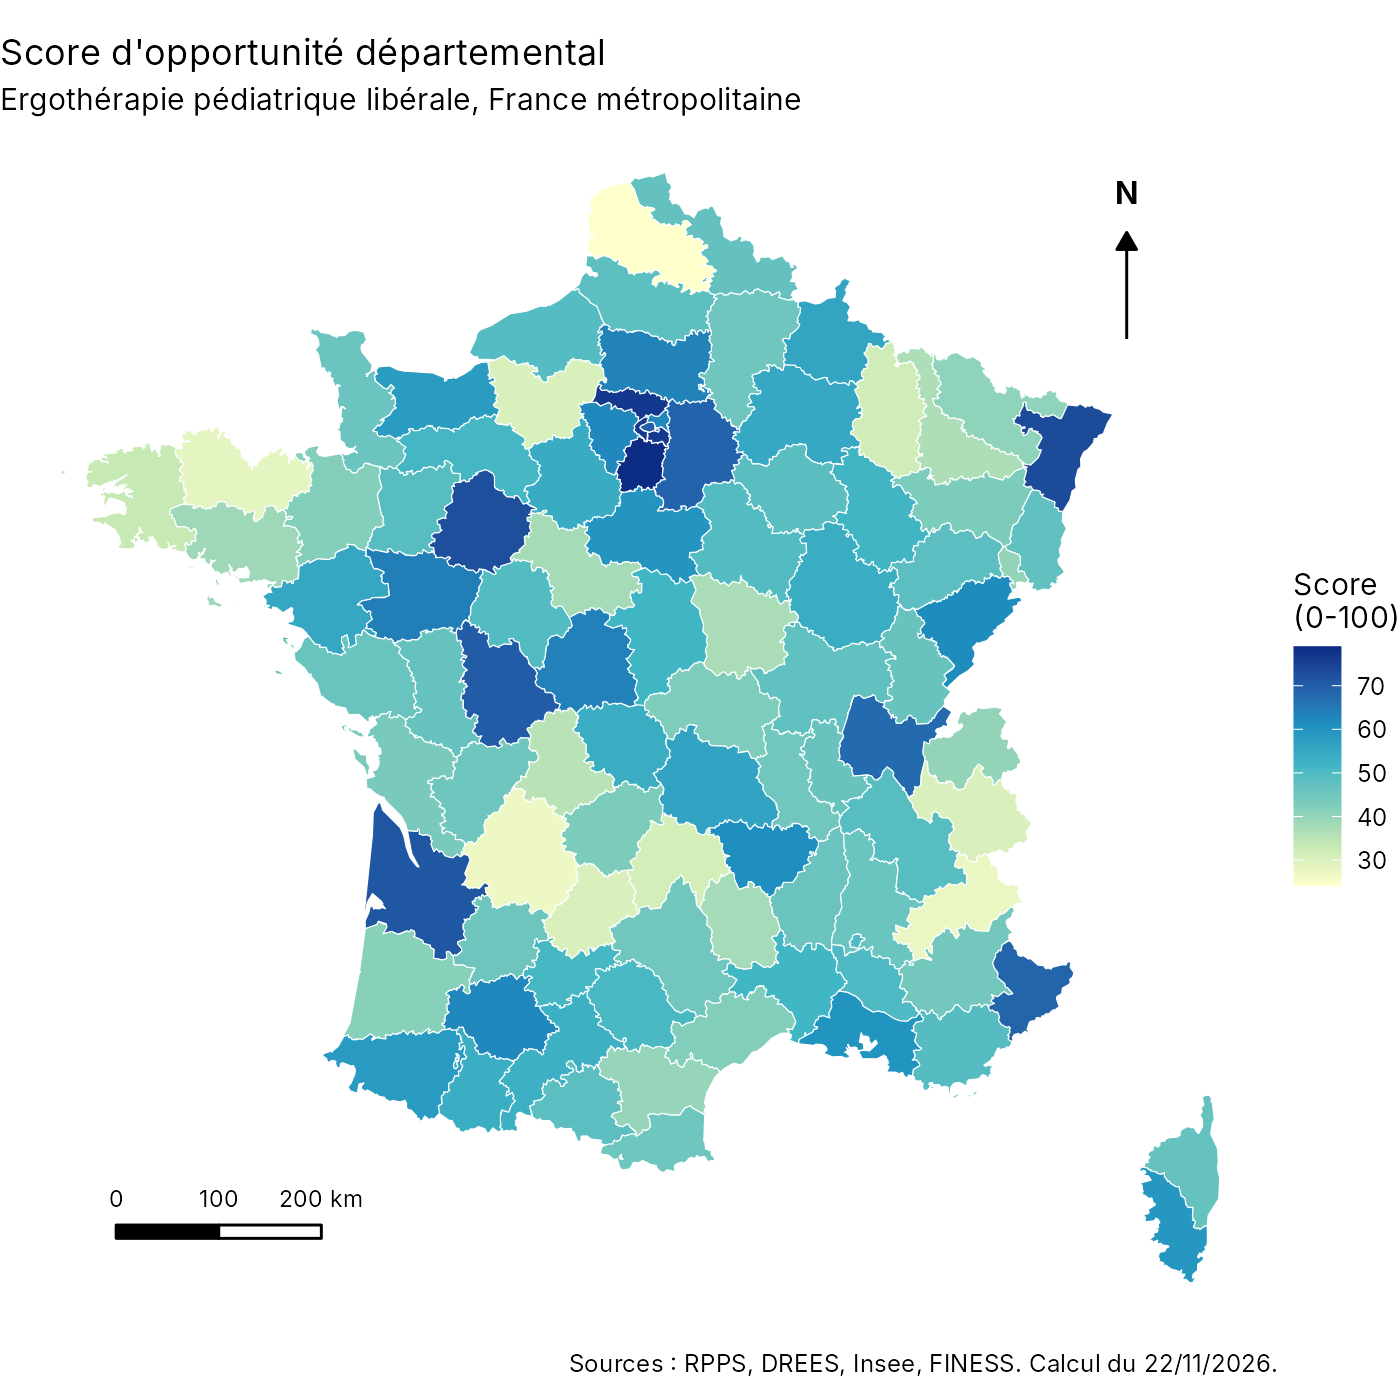 Score d'opportunité départemental
Ergothérapie pédiatrique libérale, France métropolitaine
N
Score
(0-100)
70
60
50
40
30
0 100 200 km
Sources : RPPS, DREES, Insee, FINESS. Calcul du 22/11/2026.